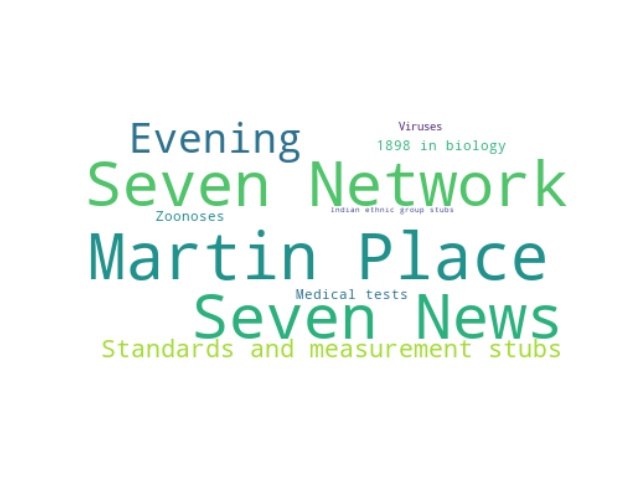 Viruses
Evening
1898 in biology
Seven Network
Indian ethnic group stubs
Zoonoses
Martin Place
Medical tests
Seven News
Standards and measurement stubs